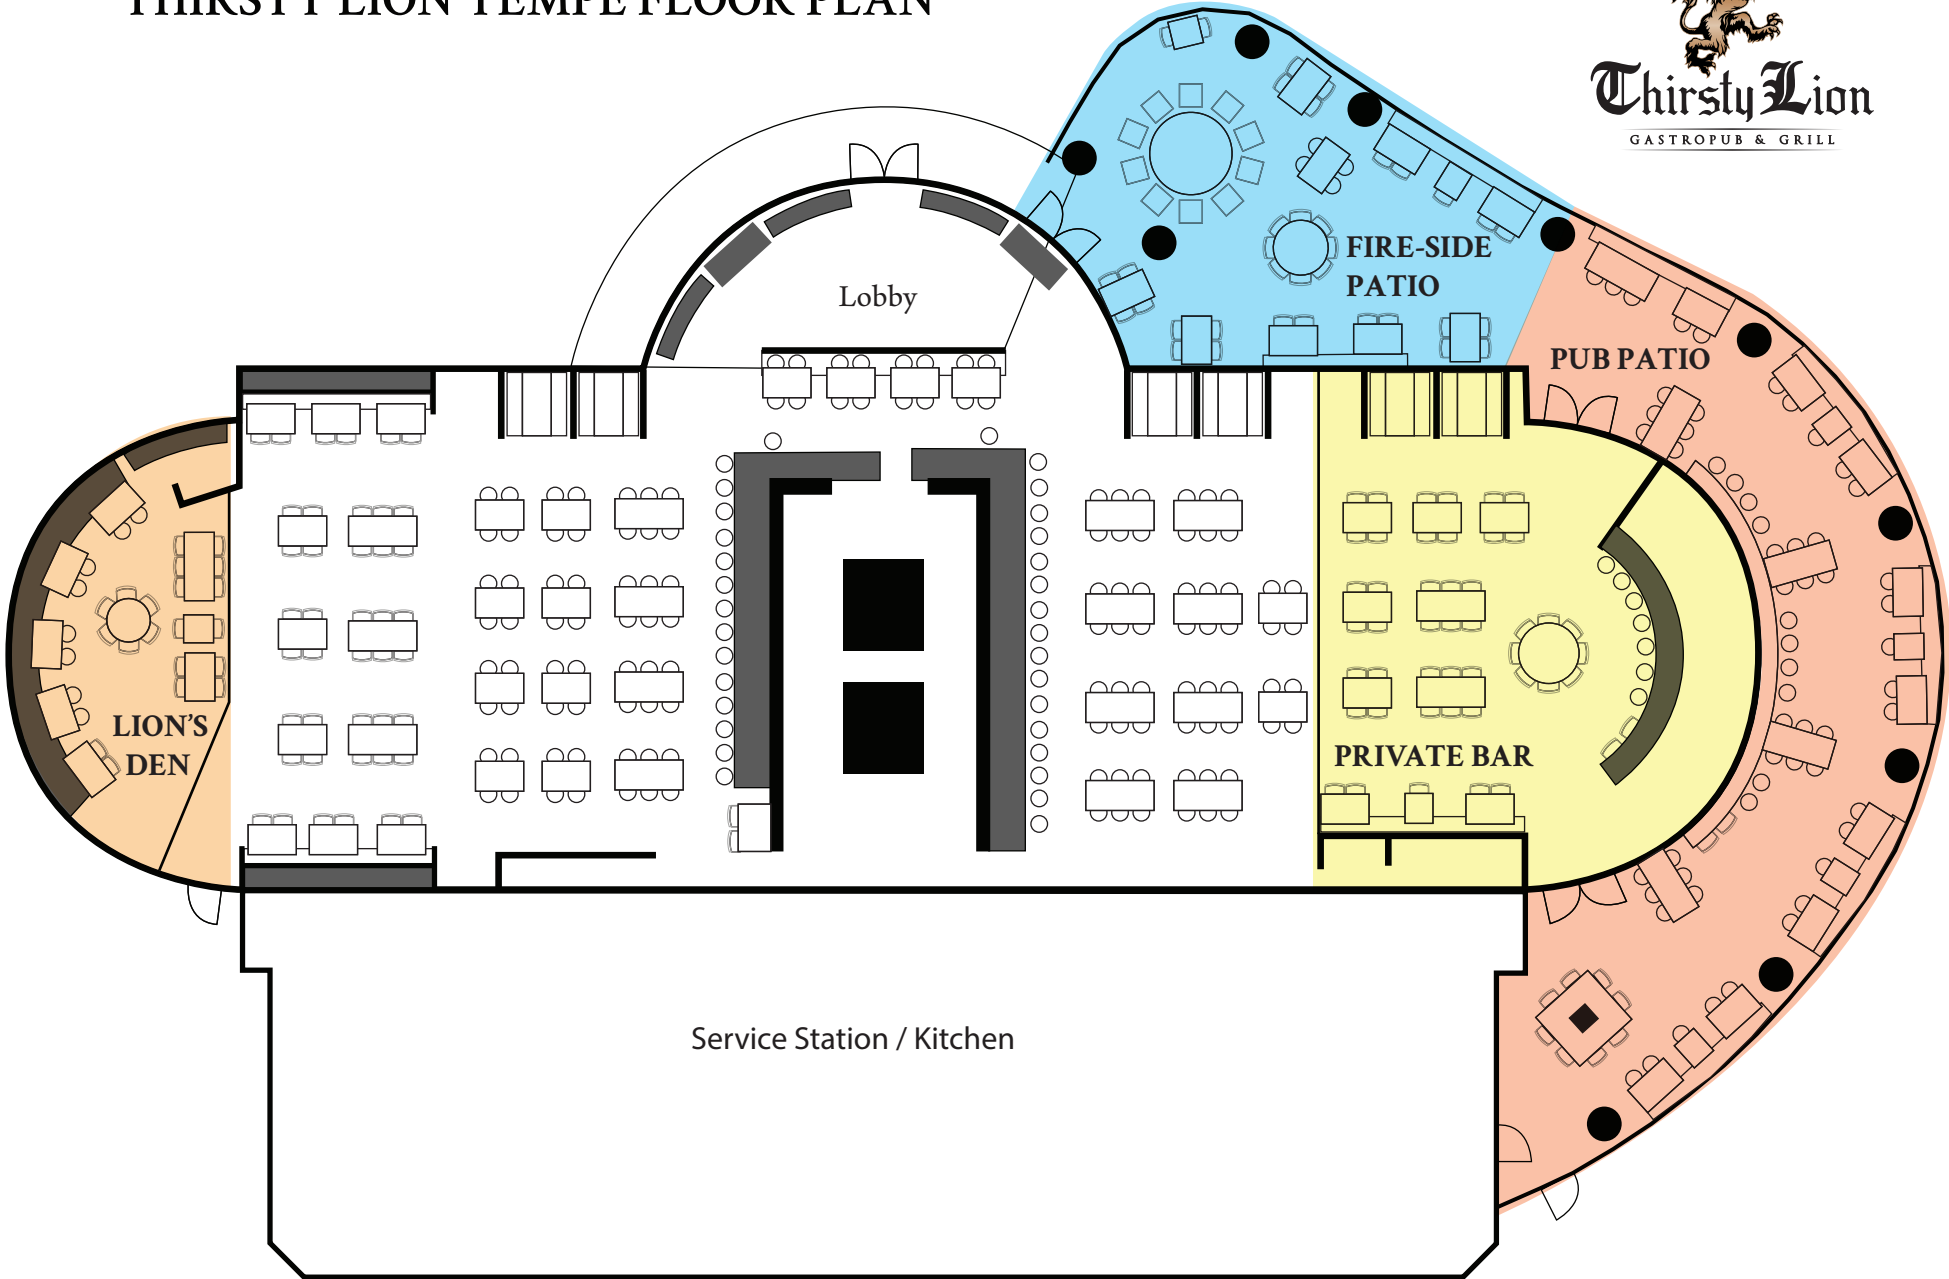 THIRSTY LION TEMPE FLOOR PLAN
Thirsty Lion
GASTROPUB & GRILL
FIRE-SIDE
PATIO
Lobby
PUB PATIO
LION'S
DEN
PRIVATE BAR
Service Station / Kitchen